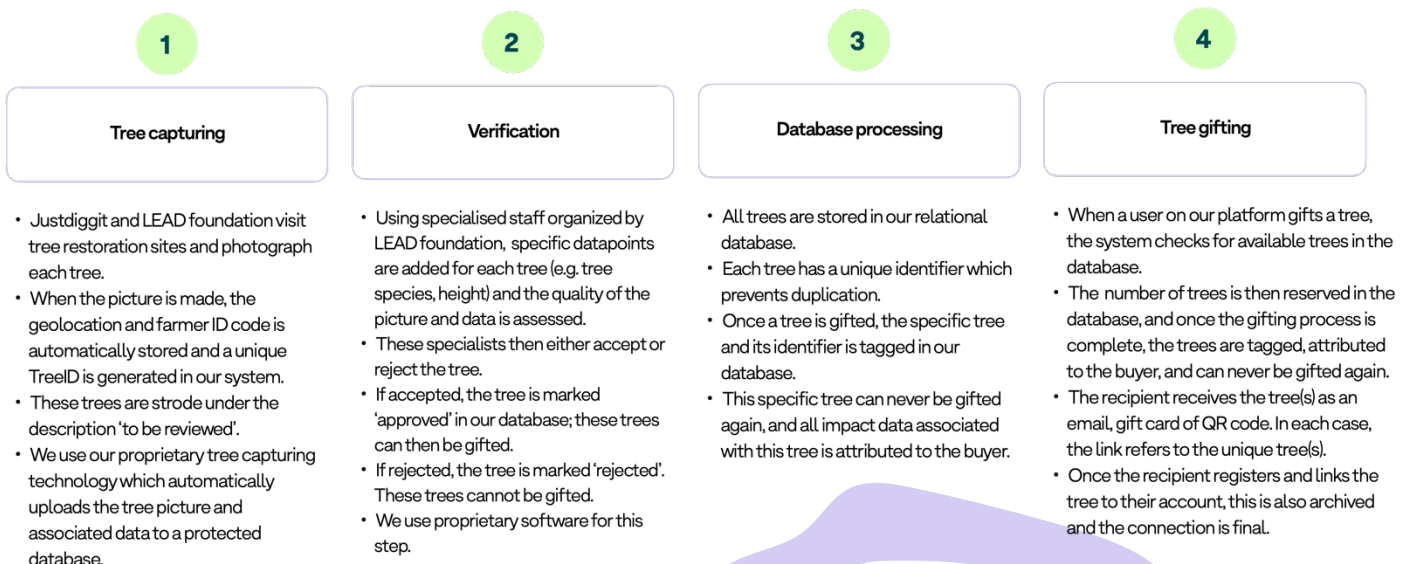 1
Tree capturing
• Justdiggit and LEAD foundation visit
tree restoration sites and photograph
each tree.
• When the picture is made, the
geolocation and farmer ID code is
automatically stored and a unique
TreeID is generated in our system.
• These trees are strode under the
description ‘to be reviewed’.
• We use our proprietary tree capturing
technology which automatically
uploads the tree picture and
associated data to a protected
database.
2
Verification
• Using specialised staff organized by
LEAD foundation, specific datapoints
are added for each tree (e.g. tree
species, height) and the quality of the
picture and data is assessed.
• These specialists then either accept or
reject the tree.
• If accepted, the tree is marked
‘approved’ in our database; these trees
can then be gifted.
• If rejected, the tree is marked ‘rejected’.
These trees cannot be gifted.
• We use proprietary software for this
step.
3
Database processing
• All trees are stored in our relational
database.
• Each tree has a unique identifier which
prevents duplication.
• Once a tree is gifted, the specific tree
and its identifier is tagged in our
database.
• This specific tree can never be gifted
again, and all impact data associated
with this tree is attributed to the buyer.
4
Tree gifting
• When a user on our platform gifts a tree,
the system checks for available trees in the
database.
• The number of trees is then reserved in the
database, and once the gifting process is
complete, the trees are tagged, attributed
to the buyer, and can never be gifted again.
• The recipient receives the tree(s) as an
email, gift card of QR code. In each case,
the link refers to the unique tree(s).
• Once the recipient registers and links the
tree to their account, this is also archived
and the connection is final.